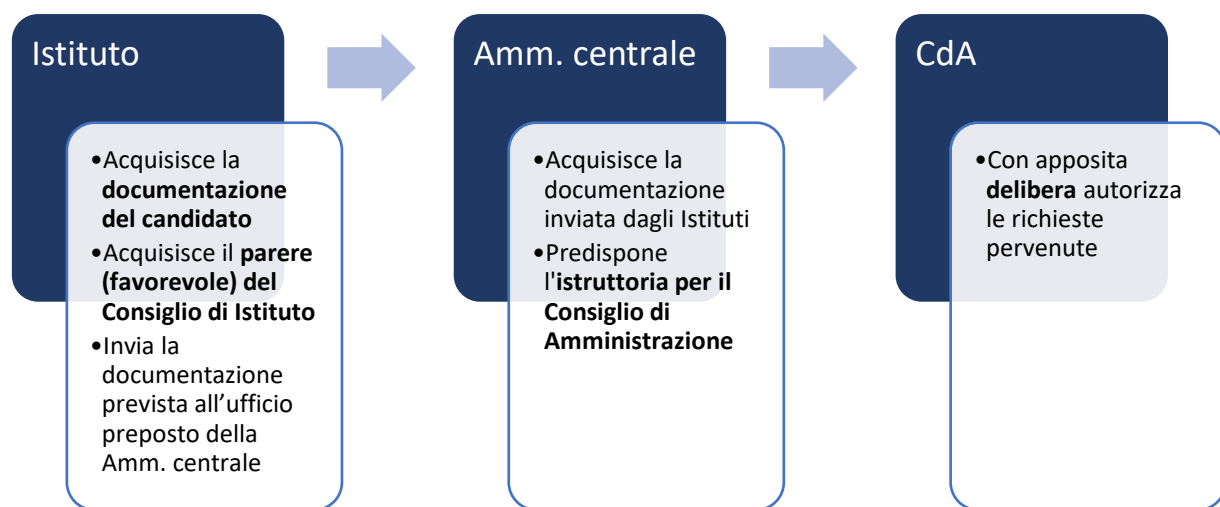 Istituto
•Acquisisce la
documentazione
del candidato
•Acquisisce il parere
(favorevole) del
Consiglio di Istituto
•Invia la
documentazione
prevista all’ufficio
preposto della
Amm. centrale
Amm. centrale
•Acquisisce la
documentazione
inviata dagli Istituti
•Predispone
l'istruttoria per il
Consiglio di
Amministrazione
CdA
•Con apposita
delibera autorizza
le richieste
pervenute